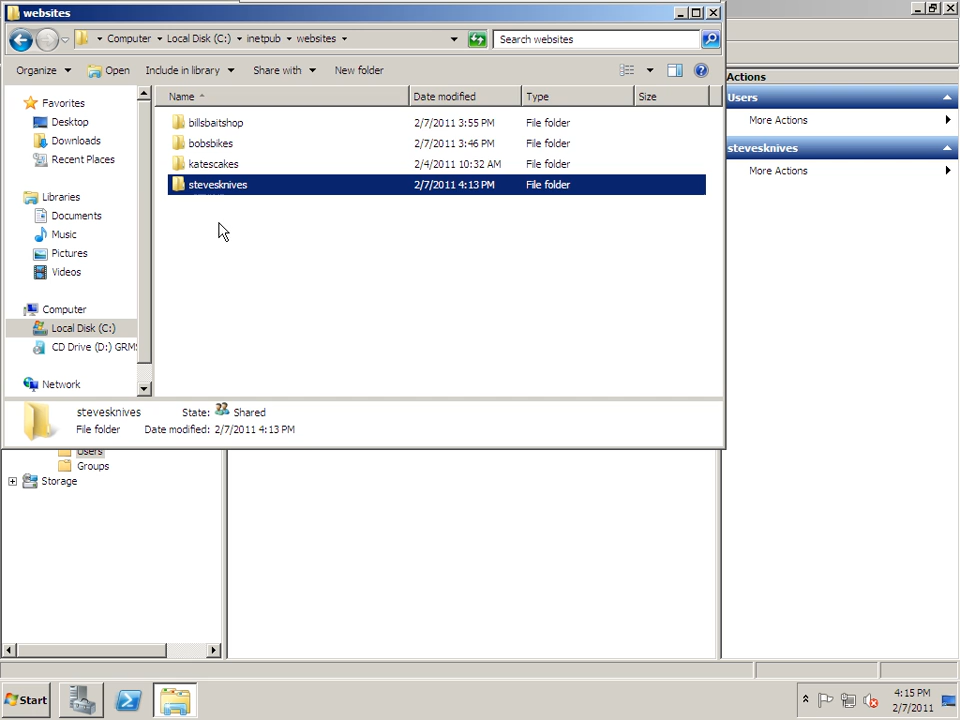 websites
Computer Local Disk (C:) inetpub websites
Search websites
Organize Open Include in library Share with New folder
Name Date modified Type Size
Favorites
Desktop
Downloads
Recent Places
Libraries
Documents
Music
Pictures
Videos
Computer
Local Disk (C:)
CD Drive (D:) GRM
Network
billsbaitshop 2/7/2011 3:55 PM File folder
bobsbikes 2/7/2011 3:46 PM File folder
katescakes 2/4/2011 10:32 AM File folder
stevesknives 2/7/2011 4:13 PM File folder
stevesknives State: Shared
File folder Date modified: 2/7/2011 4:13 PM
Actions
Users
More Actions
stevesknives
More Actions
Users
Groups
Storage
Start
4:15 PM
2/7/2011